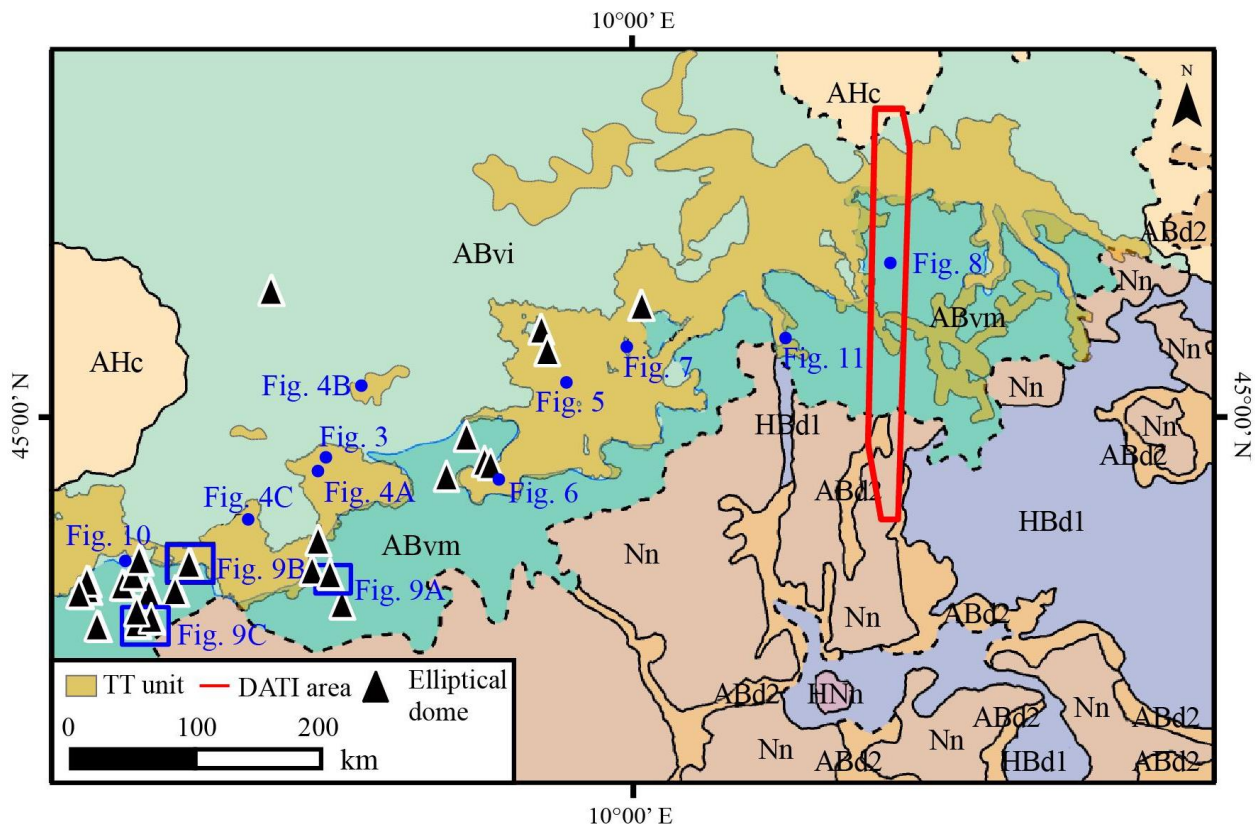 10°00’ E
AHc
N
ABd2
ABvi
Nn
Fig. 8
ABvm
AHc
Fig. 7
Fig. 11
Nn
Fig. 4B
Fig. 5
Nn
45°00’ N
45°00’ N
HBd1
Nn
Fig. 3
ABd2
Fig. 4A
Fig. 6
ABd2
Fig. 4C
HBd1
Fig. 10
ABvm
Nn
Fig. 9B
Fig. 9A
Nn
ABd2
Fig. 9C
TT unit
DATI area
Elliptical
dome
ABd2
HNn
ABd2
Nn
ABd2
0
100
200
km
Nn
ABd2
Nn
HBd1
ABd2
10°00’ E